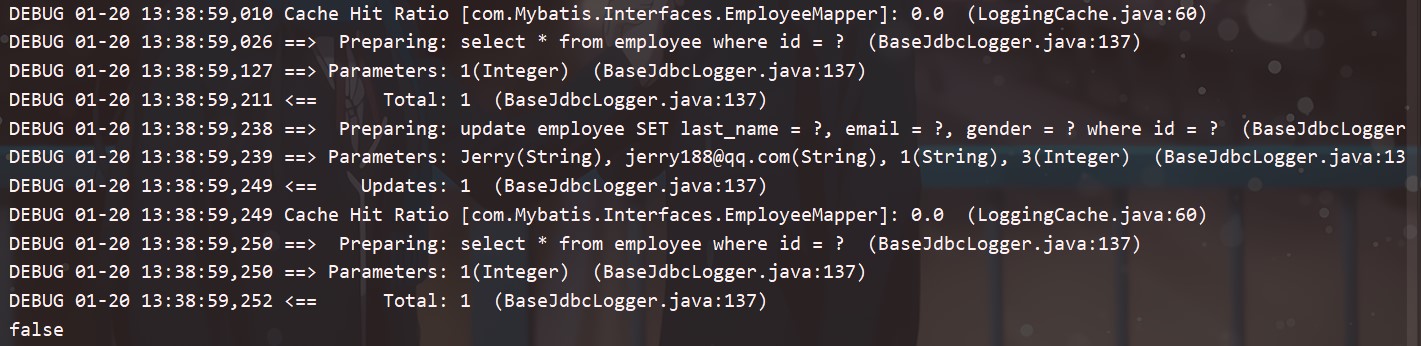 DEBUG 01-20 13:38:59,010 Cache Hit Ratio [com.Mybatis.Interfaces.EmployeeMapper]: 0.0  (LoggingCache.java:60)
DEBUG 01-20 13:38:59,026 ==>  Preparing: select * from employee where id = ?  (BaseJdbcLogger.java:137)
DEBUG 01-20 13:38:59,127 ==> Parameters: 1(Integer)  (BaseJdbcLogger.java:137)
DEBUG 01-20 13:38:59,211 <==      Total: 1  (BaseJdbcLogger.java:137)
DEBUG 01-20 13:38:59,238 ==>  Preparing: update employee SET last_name = ?, email = ?, gender = ? where id = ?  (BaseJdbcLogger
DEBUG 01-20 13:38:59,239 ==> Parameters: Jerry(String), jerry188@qq.com(String), 1(String), 3(Integer)  (BaseJdbcLogger.java:13
DEBUG 01-20 13:38:59,249 <==    Updates: 1  (BaseJdbcLogger.java:137)
DEBUG 01-20 13:38:59,249 Cache Hit Ratio [com.Mybatis.Interfaces.EmployeeMapper]: 0.0  (LoggingCache.java:60)
DEBUG 01-20 13:38:59,250 ==>  Preparing: select * from employee where id = ?  (BaseJdbcLogger.java:137)
DEBUG 01-20 13:38:59,250 ==> Parameters: 1(Integer)  (BaseJdbcLogger.java:137)
DEBUG 01-20 13:38:59,252 <==      Total: 1  (BaseJdbcLogger.java:137)
false